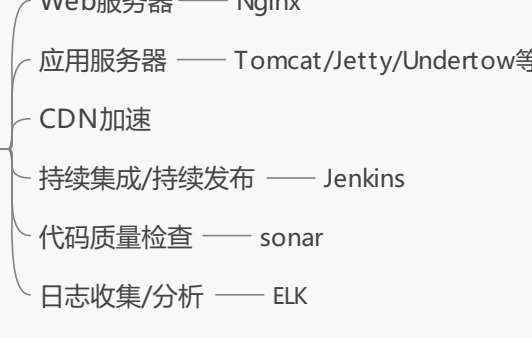 Web服务器 Nginx
应用服务器 Tomcat/Jetty/Undertow等
CDN加速
持续集成/持续发布 Jenkins
代码质量检查 sonar
日志收集/分析 ELK